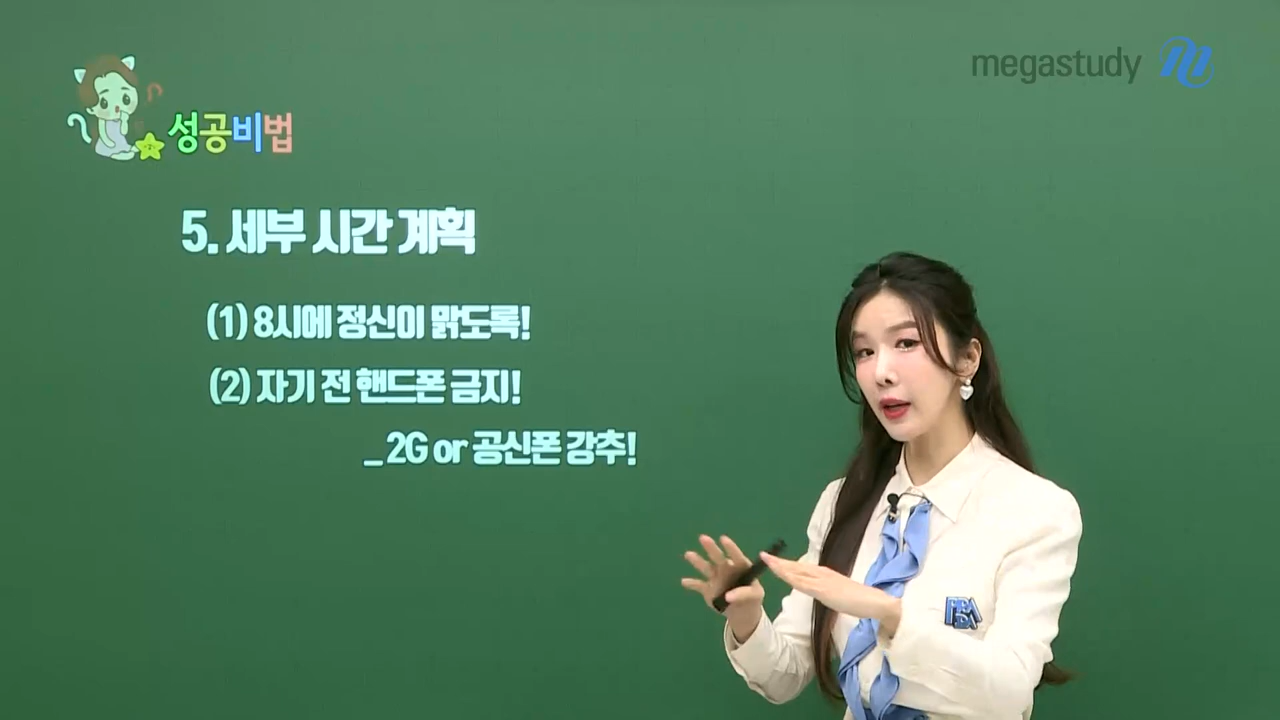 megastudy
성공비법
5. 세부 시간 계획
(1) 8시에 정신이 맑도록!
(2) 자기 전 핸드폰 금지!
_ 2G or 공신폰 강추!